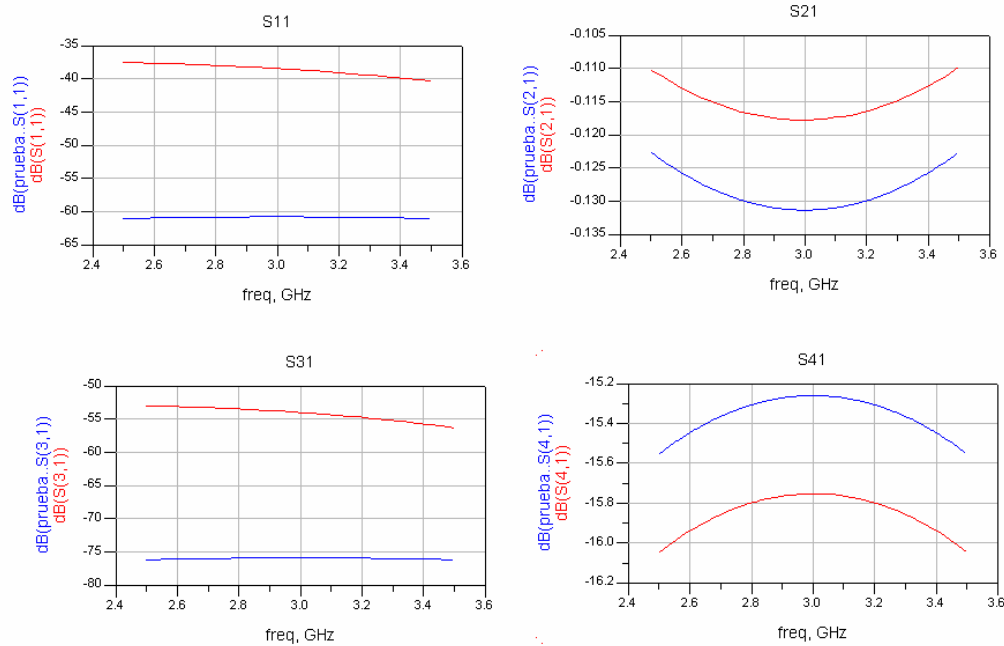 S11
dB(prueba..S(1,1))
dB(S(1,1))
-35
-40
-45
-50
-55
-60
-65
2.4 2.6 2.8 3.0 3.2 3.4 3.6
freq, GHz
S21
dB(prueba..S(2,1))
dB(S(2,1))
-0.105
-0.110
-0.115
-0.120
-0.125
-0.130
-0.135
2.4 2.6 2.8 3.0 3.2 3.4 3.6
freq, GHz
S31
dB(prueba..S(3,1))
dB(S(3,1))
-50
-55
-60
-65
-70
-75
-80
2.4 2.6 2.8 3.0 3.2 3.4 3.6
freq, GHz
S41
dB(prueba..S(4,1))
dB(S(4,1))
-15.2
-15.4
-15.6
-15.8
-16.0
-16.2
2.4 2.6 2.8 3.0 3.2 3.4 3.6
freq, GHz